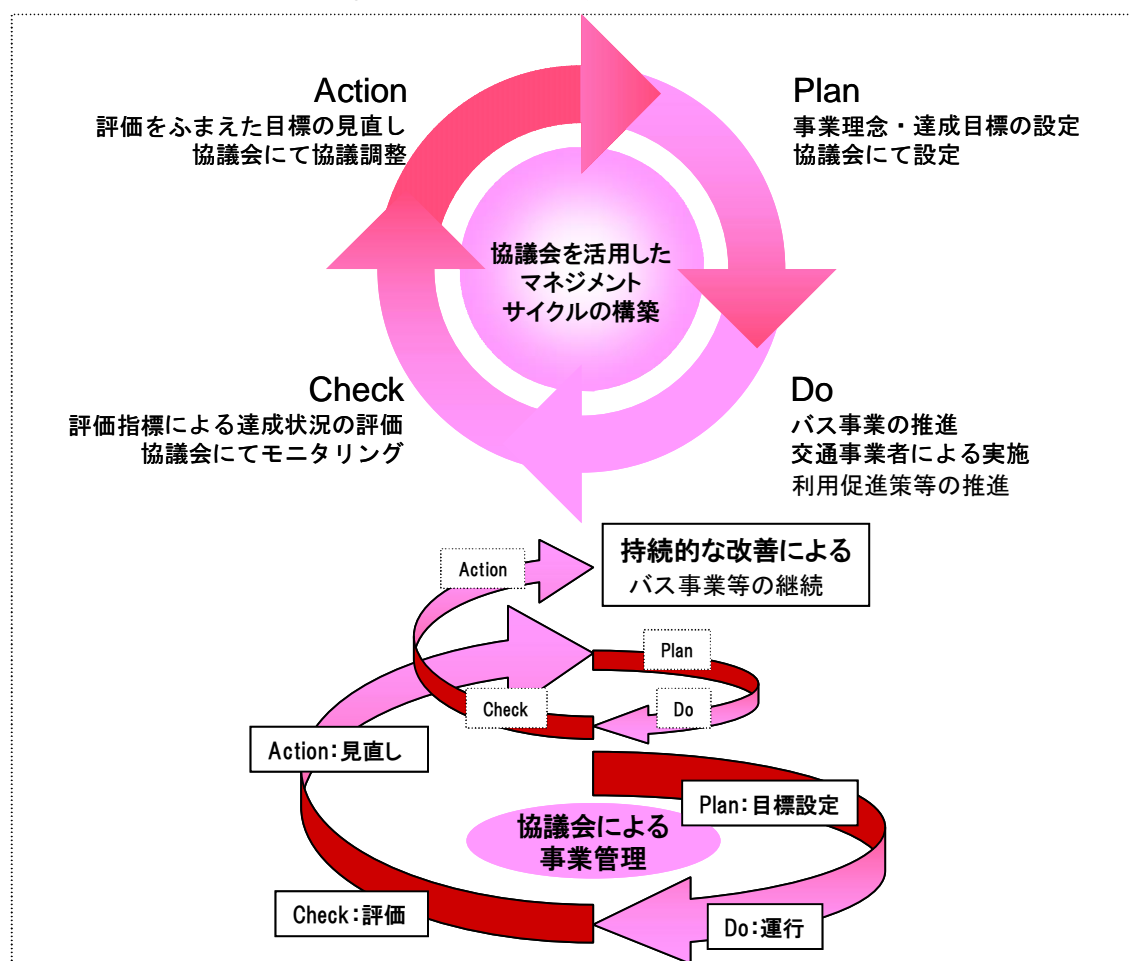 Action
評価をふまえた目標の見直し
協議会にて協議調整
Plan
事業理念・達成目標の設定
協議会にて設定
協議会を活用した
マネジメント
サイクルの構築
Check
評価指標による達成状況の評価
協議会にてモニタリング
Do
バス事業の推進
交通事業者による実施
利用促進策等の推進
持続的な改善による
バス事業等の継続
Action
Plan
Check
Do
Action：見直し
Plan：目標設定
協議会による
事業管理
Check：評価
Do：運行